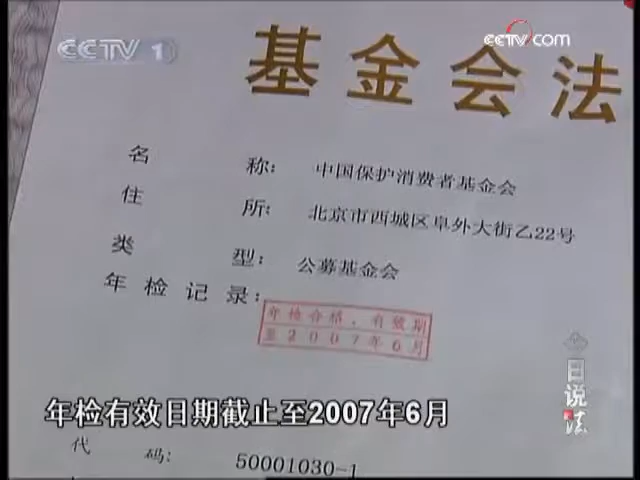 CCTV 1
CCTV.com
基金会法
名 称: 中国保护消费者基金会
住 所: 北京市西城区阜外大街乙22号
类 型: 公募基金会
年检记录:
年检合格,有效期
至2007年6月
今日说法
年检有效日期截止至2007年6月
代 码: 50001030-1